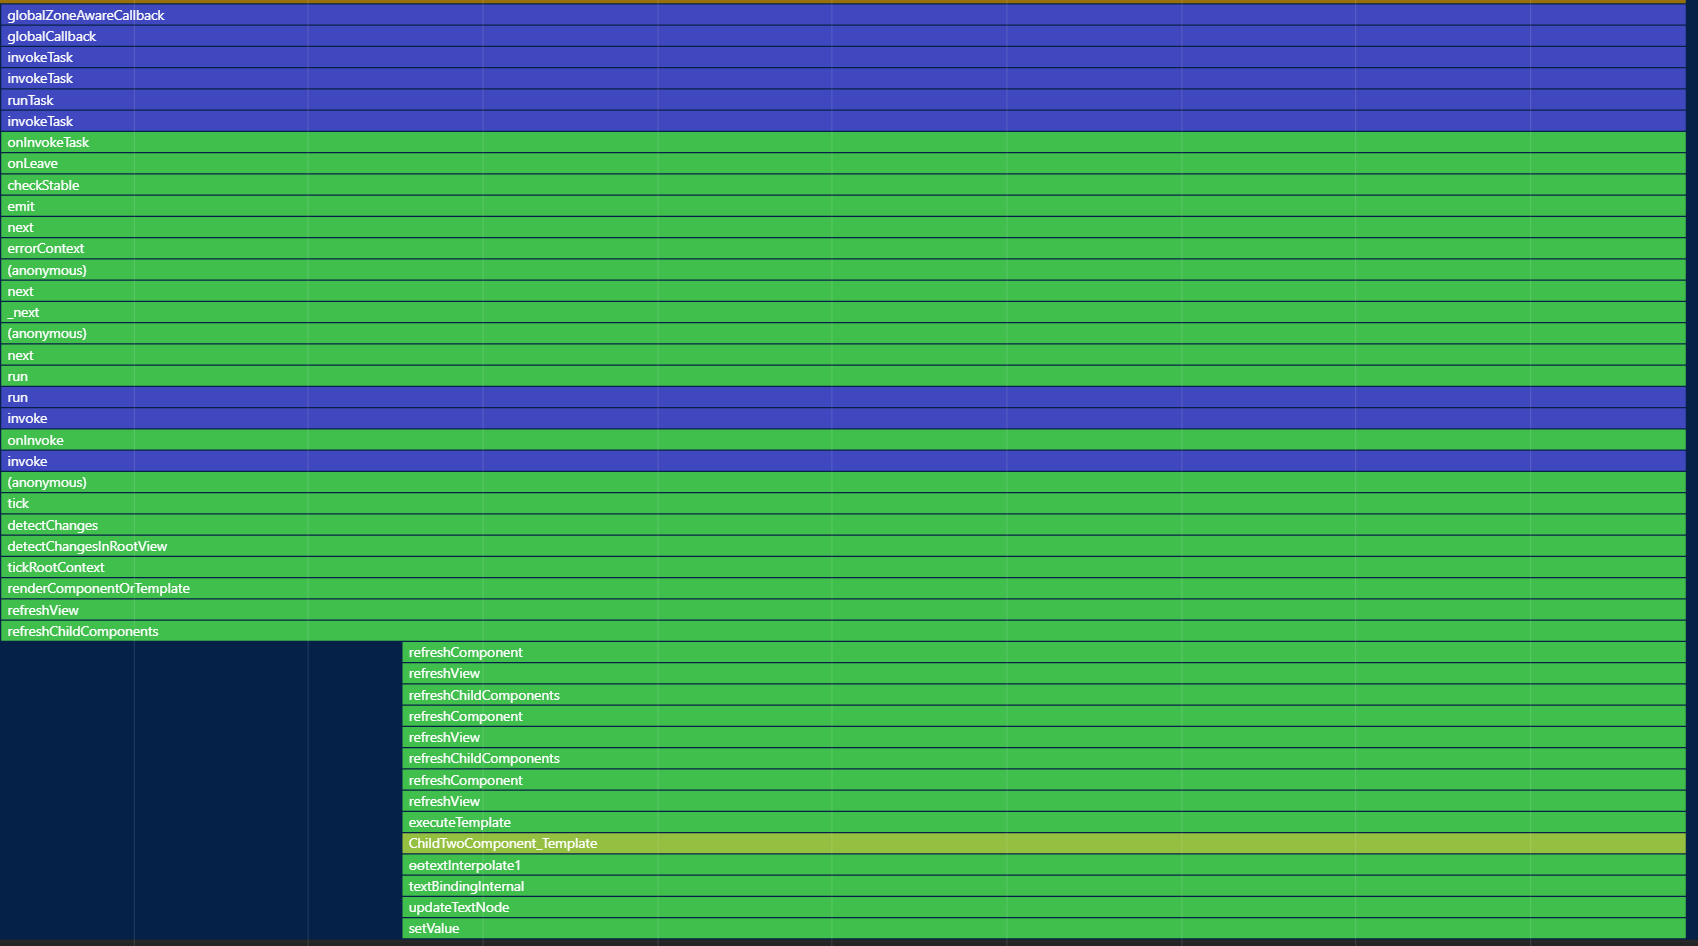 globalZoneAwareCallback
globalCallback
invokeTask
invokeTask
runTask
invokeTask
onInvokeTask
onLeave
checkStable
emit
next
errorContext
(anonymous)
next
_next
(anonymous)
next
run
run
invoke
onInvoke
invoke
(anonymous)
tick
detectChanges
detectChangesInRootView
tickRootContext
renderComponentOrTemplate
refreshView
refreshChildComponents
refreshComponent
refreshView
refreshChildComponents
refreshComponent
refreshView
refreshChildComponents
refreshComponent
refreshView
executeTemplate
ChildTwoComponent_Template
ɵɵtextInterpolate1
textBindingInternal
updateTextNode
setValue